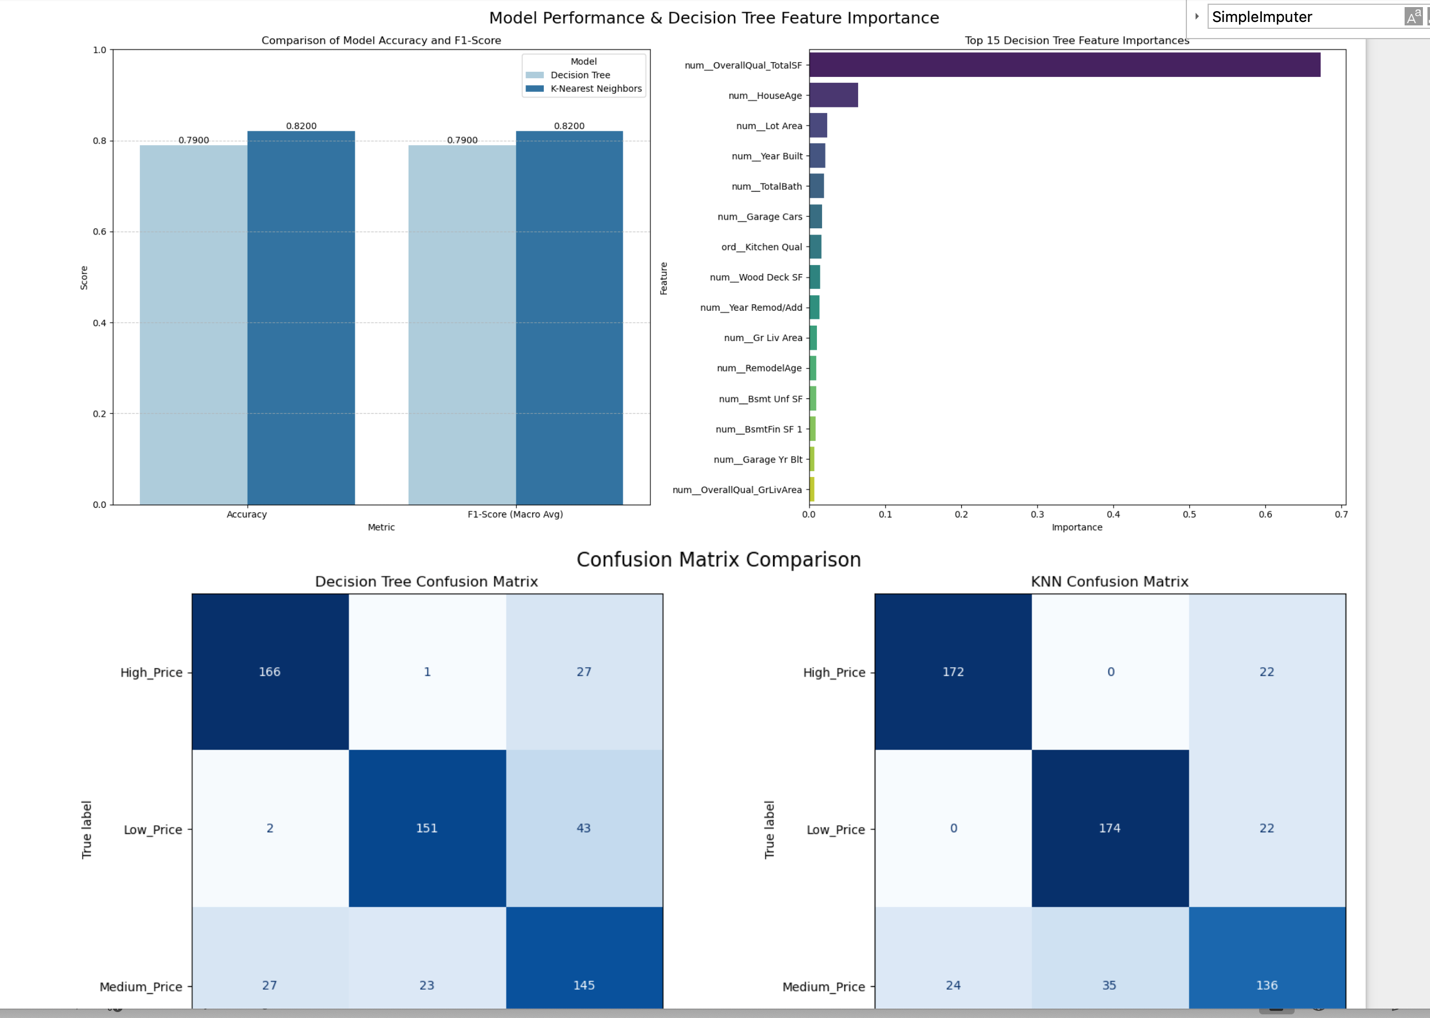 SimpleImputer
Model Performance & Decision Tree Feature Importance
Comparison of Model Accuracy and F1-Score
Model
Decision Tree
K-Nearest Neighbors
0.7900
0.8200
0.7900
0.8200
1.0
0.8
0.6
0.4
0.2
0.0
Score
Accuracy
F1-Score (Macro Avg)
Metric
Top 15 Decision Tree Feature Importances
Feature
num__OverallQual_TotalSF
num__HouseAge
num__Lot Area
num__Year Built
num__TotalBath
num__Garage Cars
ord__Kitchen Qual
num__Wood Deck SF
num__Year Remod/Add
num__Gr Liv Area
num__RemodelAge
num__Bsmt Unf SF
num__BsmtFin SF 1
num__Garage Yr Blt
num__OverallQual_GrLivArea
0.0 0.1 0.2 0.3 0.4 0.5 0.6 0.7
Importance
Confusion Matrix Comparison
Decision Tree Confusion Matrix
True label
High_Price 166 1 27
Low_Price 2 151 43
Medium_Price 27 23 145
KNN Confusion Matrix
True label
High_Price 172 0 22
Low_Price 0 174 22
Medium_Price 24 35 136